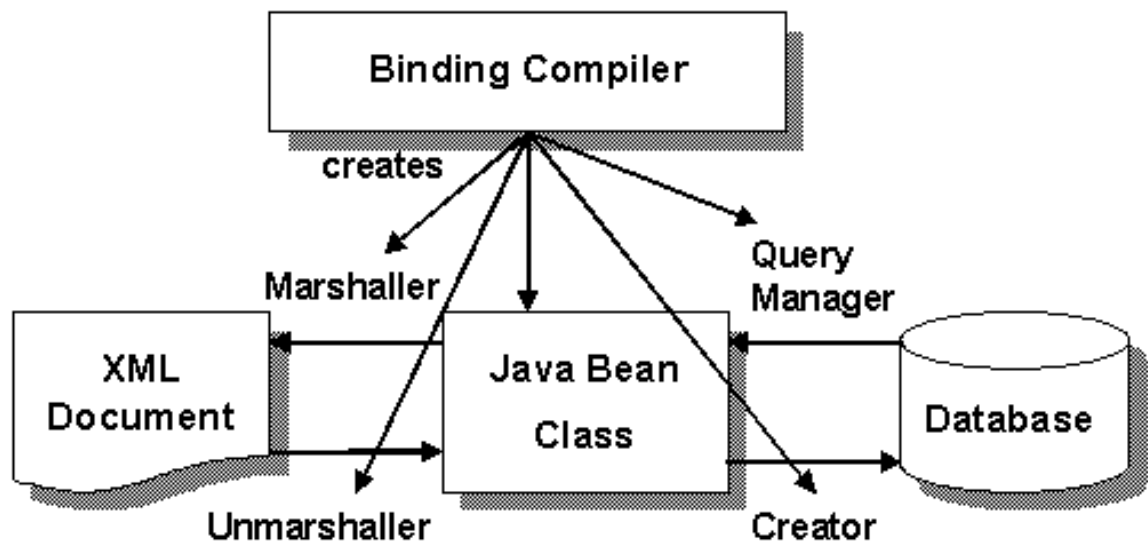 Binding Compiler
creates
Marshaller
Query
Manager
XML
Document
Java Bean
Class
Database
Unmarshaller
Creator